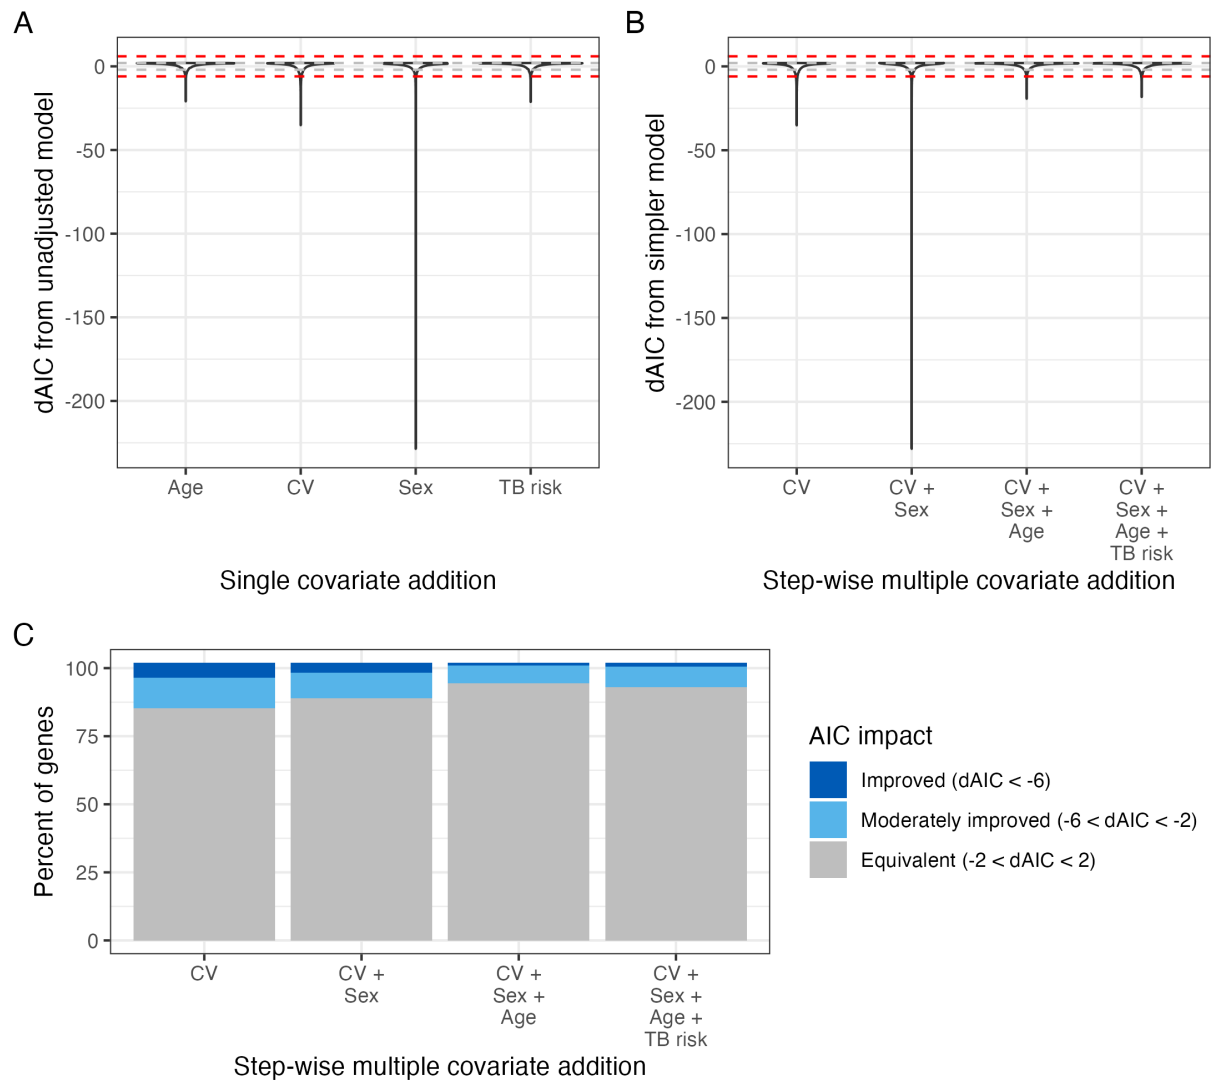 A
dAIC from unadjusted model
0
-50
-100
-150
-200
Age
CV
Sex
TB risk
Single covariate addition
B
dAIC from simpler model
0
-50
-100
-150
-200
CV
CV +
Sex
CV +
Sex +
Age
CV +
Sex +
Age +
TB risk
Step-wise multiple covariate addition
C
Percent of genes
100
75
50
25
0
CV
CV +
Sex
CV +
Sex +
Age
CV +
Sex +
Age +
TB risk
Step-wise multiple covariate addition
AIC impact
Improved (dAIC < -6)
Moderately improved (-6 < dAIC < -2)
Equivalent (-2 < dAIC < 2)